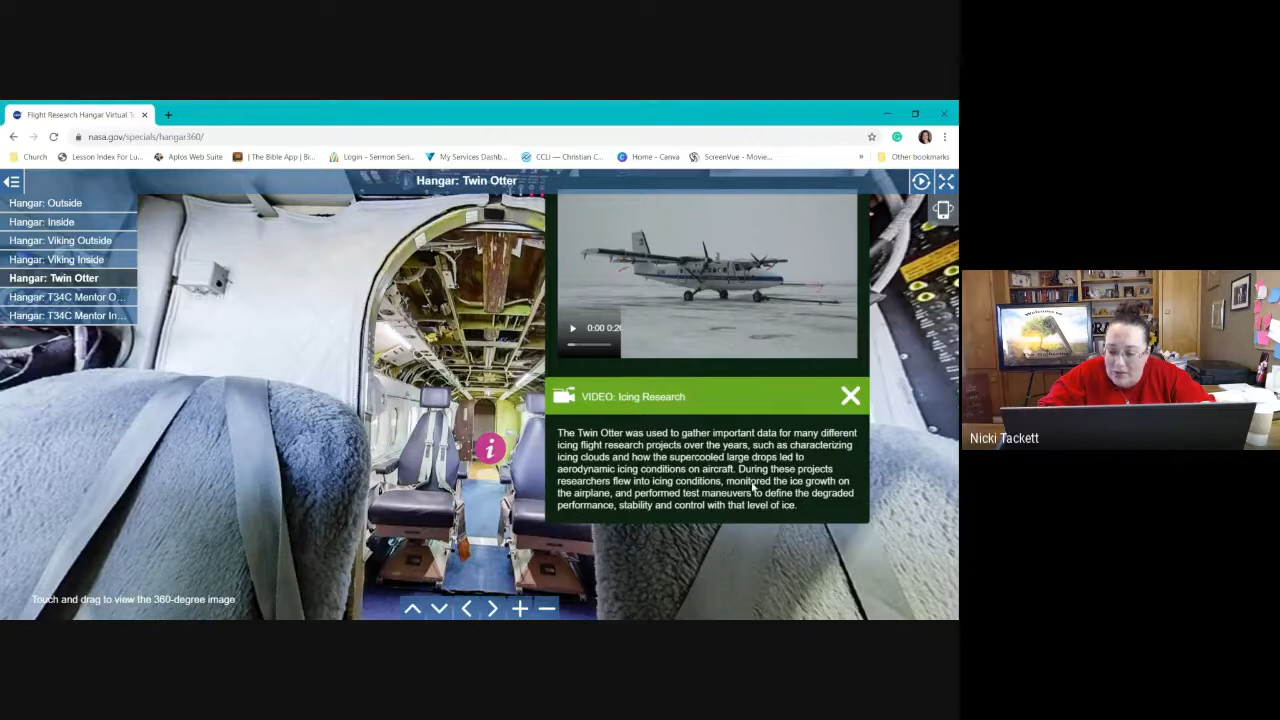 Flight Research Hangar Virtual To
nasa.gov/specials/hangar360/
Church
Lesson Index For Lu...
Aplos Web Suite
| The Bible App | Bi...
Login - Sermon Seri...
My Services Dashb...
CCLI — Christian C...
Home - Canva
ScreenVue - Movie...
»
Other bookmarks
Hangar: Twin Otter
Hangar: Outside
Hangar: Inside
Hangar: Viking Outside
Hangar: Viking Inside
Hangar: Twin Otter
Hangar: T34C Mentor O...
Hangar: T34C Mentor In...
0:00
VIDEO: Icing Research
The Twin Otter was used to gather important data for many different
icing flight research projects over the years, such as characterizing
icing clouds and how the supercooled large drops led to
aerodynamic icing conditions on aircraft. During these projects
researchers flew into icing conditions, monitored the ice growth on
the airplane, and performed test maneuvers to define the degraded
performance, stability and control with that level of ice.
i
Touch and drag to view the 360-degree image
Welcome to
The Gathering
Nicki Tackett